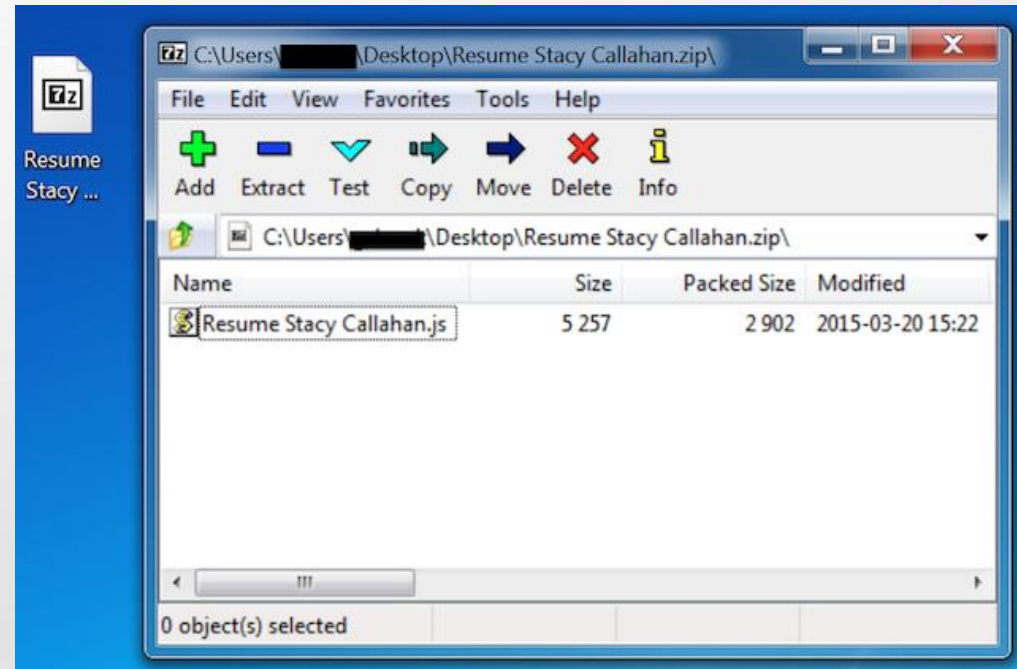 7z
Resume
Stacy ...
7z C:\Users\ \Desktop\Resume Stacy Callahan.zip\
File Edit View Favorites Tools Help
Add Extract Test Copy Move Delete Info
C:\Users\ \Desktop\Resume Stacy Callahan.zip\
Name Size Packed Size Modified
Resume Stacy Callahan.js 5 257 2 902 2015-03-20 15:22
0 object(s) selected